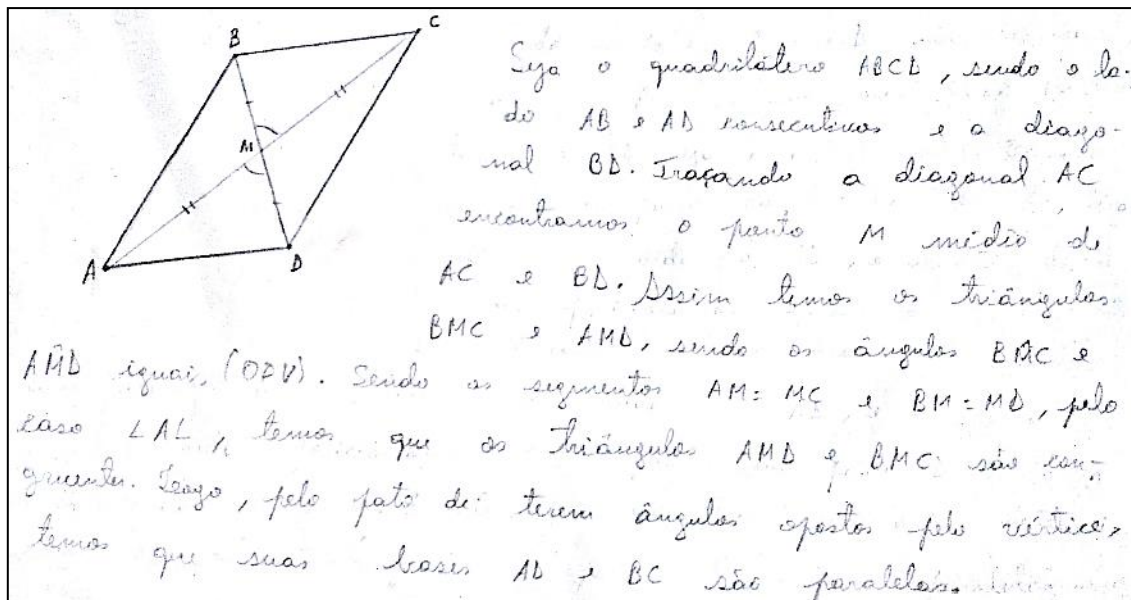 B
C
M
A
D
Seja o quadrilátero ABCD, sendo o la-
do AB e AD consecutivos e a diago-
nal BD. Traçando a diagonal AC
encontramos o ponto M médio de
AC e BD. Assim temos os triângulos
BMC e AMD, sendo os ângulos BM̂C e
AM̂D iguais (OPV). Sendo os segmentos AM = MC e BM = MD, pelo
caso LAL, temos que os triângulos AMD e BMC são con-
gruentes. Logo, pelo fato de terem ângulos opostos pelo vértice,
temos que suas bases AD e BC são paralelas.